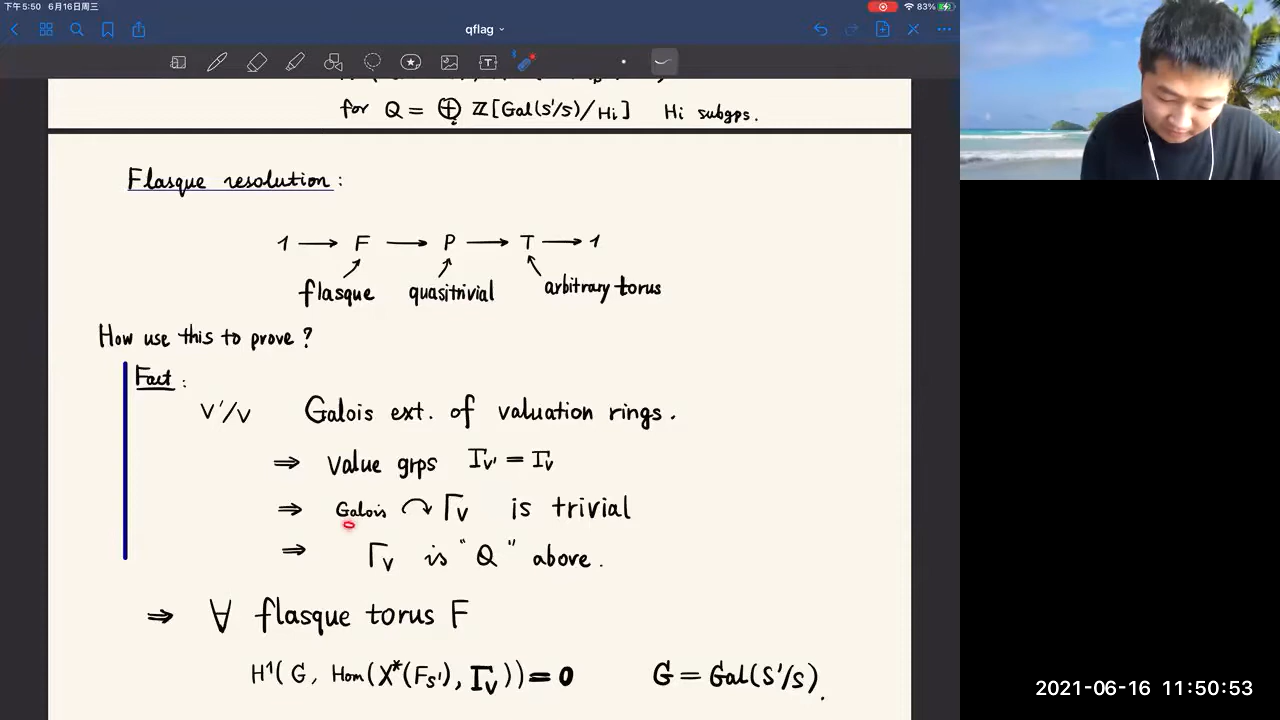 下午5:50 6月16日周三
83%
qflag
for Q = ⊕ ℤ[Gal(S'/S)/Hi] Hi subgps.
Flasque resolution:
1 → F → P → T → 1
flasque quasitrivial arbitrary torus
How use this to prove?
Fact:
V'/V Galois ext. of valuation rings.
⇒ Value grps Γv' = Γv
⇒ Galois ↷ Γv is trivial
⇒ Γv is "Q" above.
⇒ ∀ flasque torus F
H¹(G, Hom(X*(Fs'), Γv)) = 0 G = Gal(S'/S).
2021-06-16 11:50:53